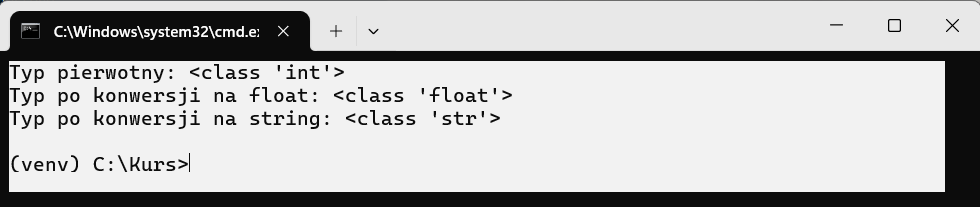 C:\Windows\system32\cmd.e
Typ pierwotny: <class 'int'>
Typ po konwersji na float: <class 'float'>
Typ po konwersji na string: <class 'str'>
(venv) C:\Kurs>